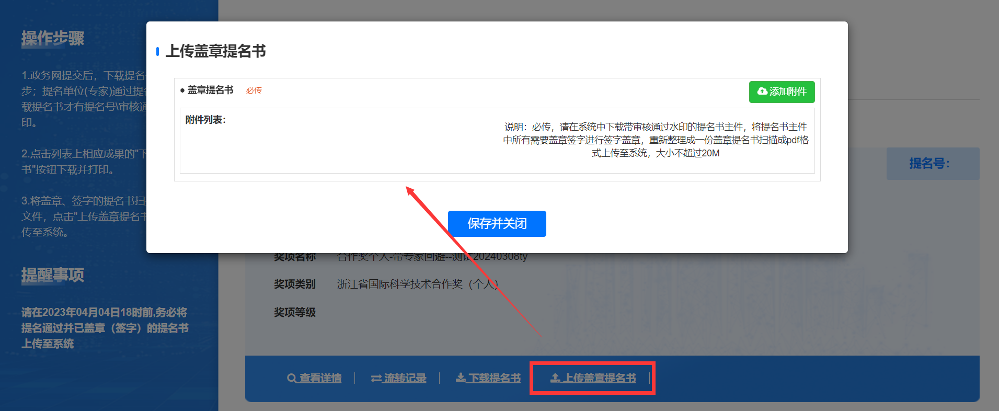 操作步骤
1.政务网提交后，下载提名
步；提名单位(专家)通过提名
载提名书才有提名号\审核通
印。
2.点击列表上相应成果的"下
书"按钮下载并打印。
3.将盖章、签字的提名书扫
文件，点击"上传盖章提名书
传至系统。
提醒事项
请在2023年04月04日18时前,务必将
提名通过并已盖章（签字）的提名书
上传至系统
上传盖章提名书
● 盖章提名书 必传
添加附件
附件列表：
说明：必传，请在系统中下载带审核通过水印的提名书主件，将提名书主件
中所有需要盖章签字进行签字盖章，重新整理成一份盖章提名书扫描成pdf格
式上传至系统，大小不超过20M
保存并关闭
提名号：
奖项名称 合作奖个人-带专家回避--测试20240308ty
奖项类别 浙江省国际科学技术合作奖（个人）
奖项等级
查看详情 流转记录 下载提名书 上传盖章提名书